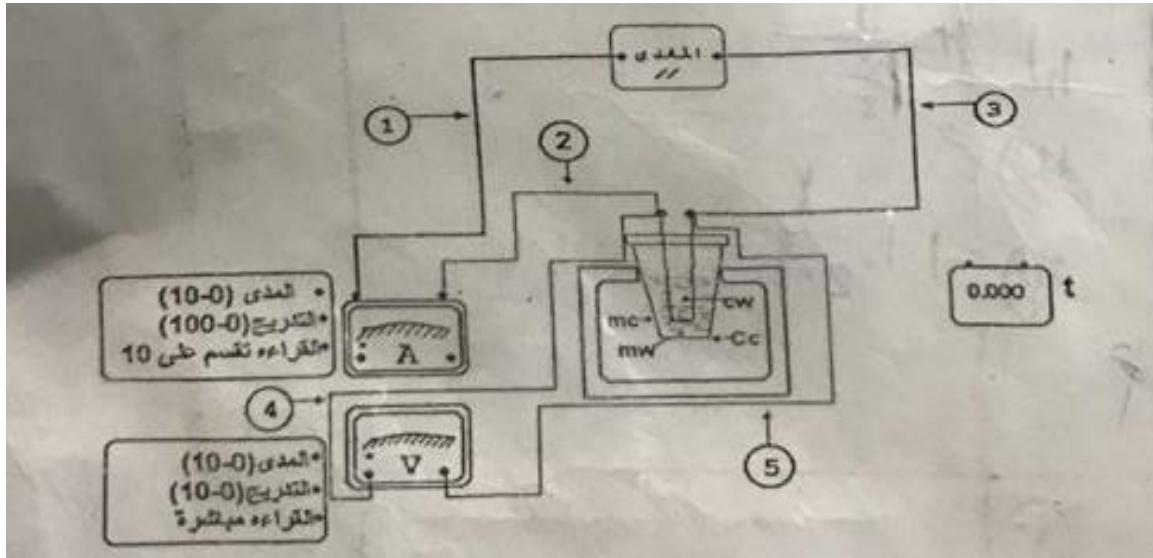 المغذى
1
3
2
0.000 t
• المدى (0-10)
• التدريج (0-100)
• القراءه تقسم على 10
A
mc
cw
mw
Cc
4
• المدى (0-10)
• التدريج (0-10)
• القراءه مباشرة
V
5